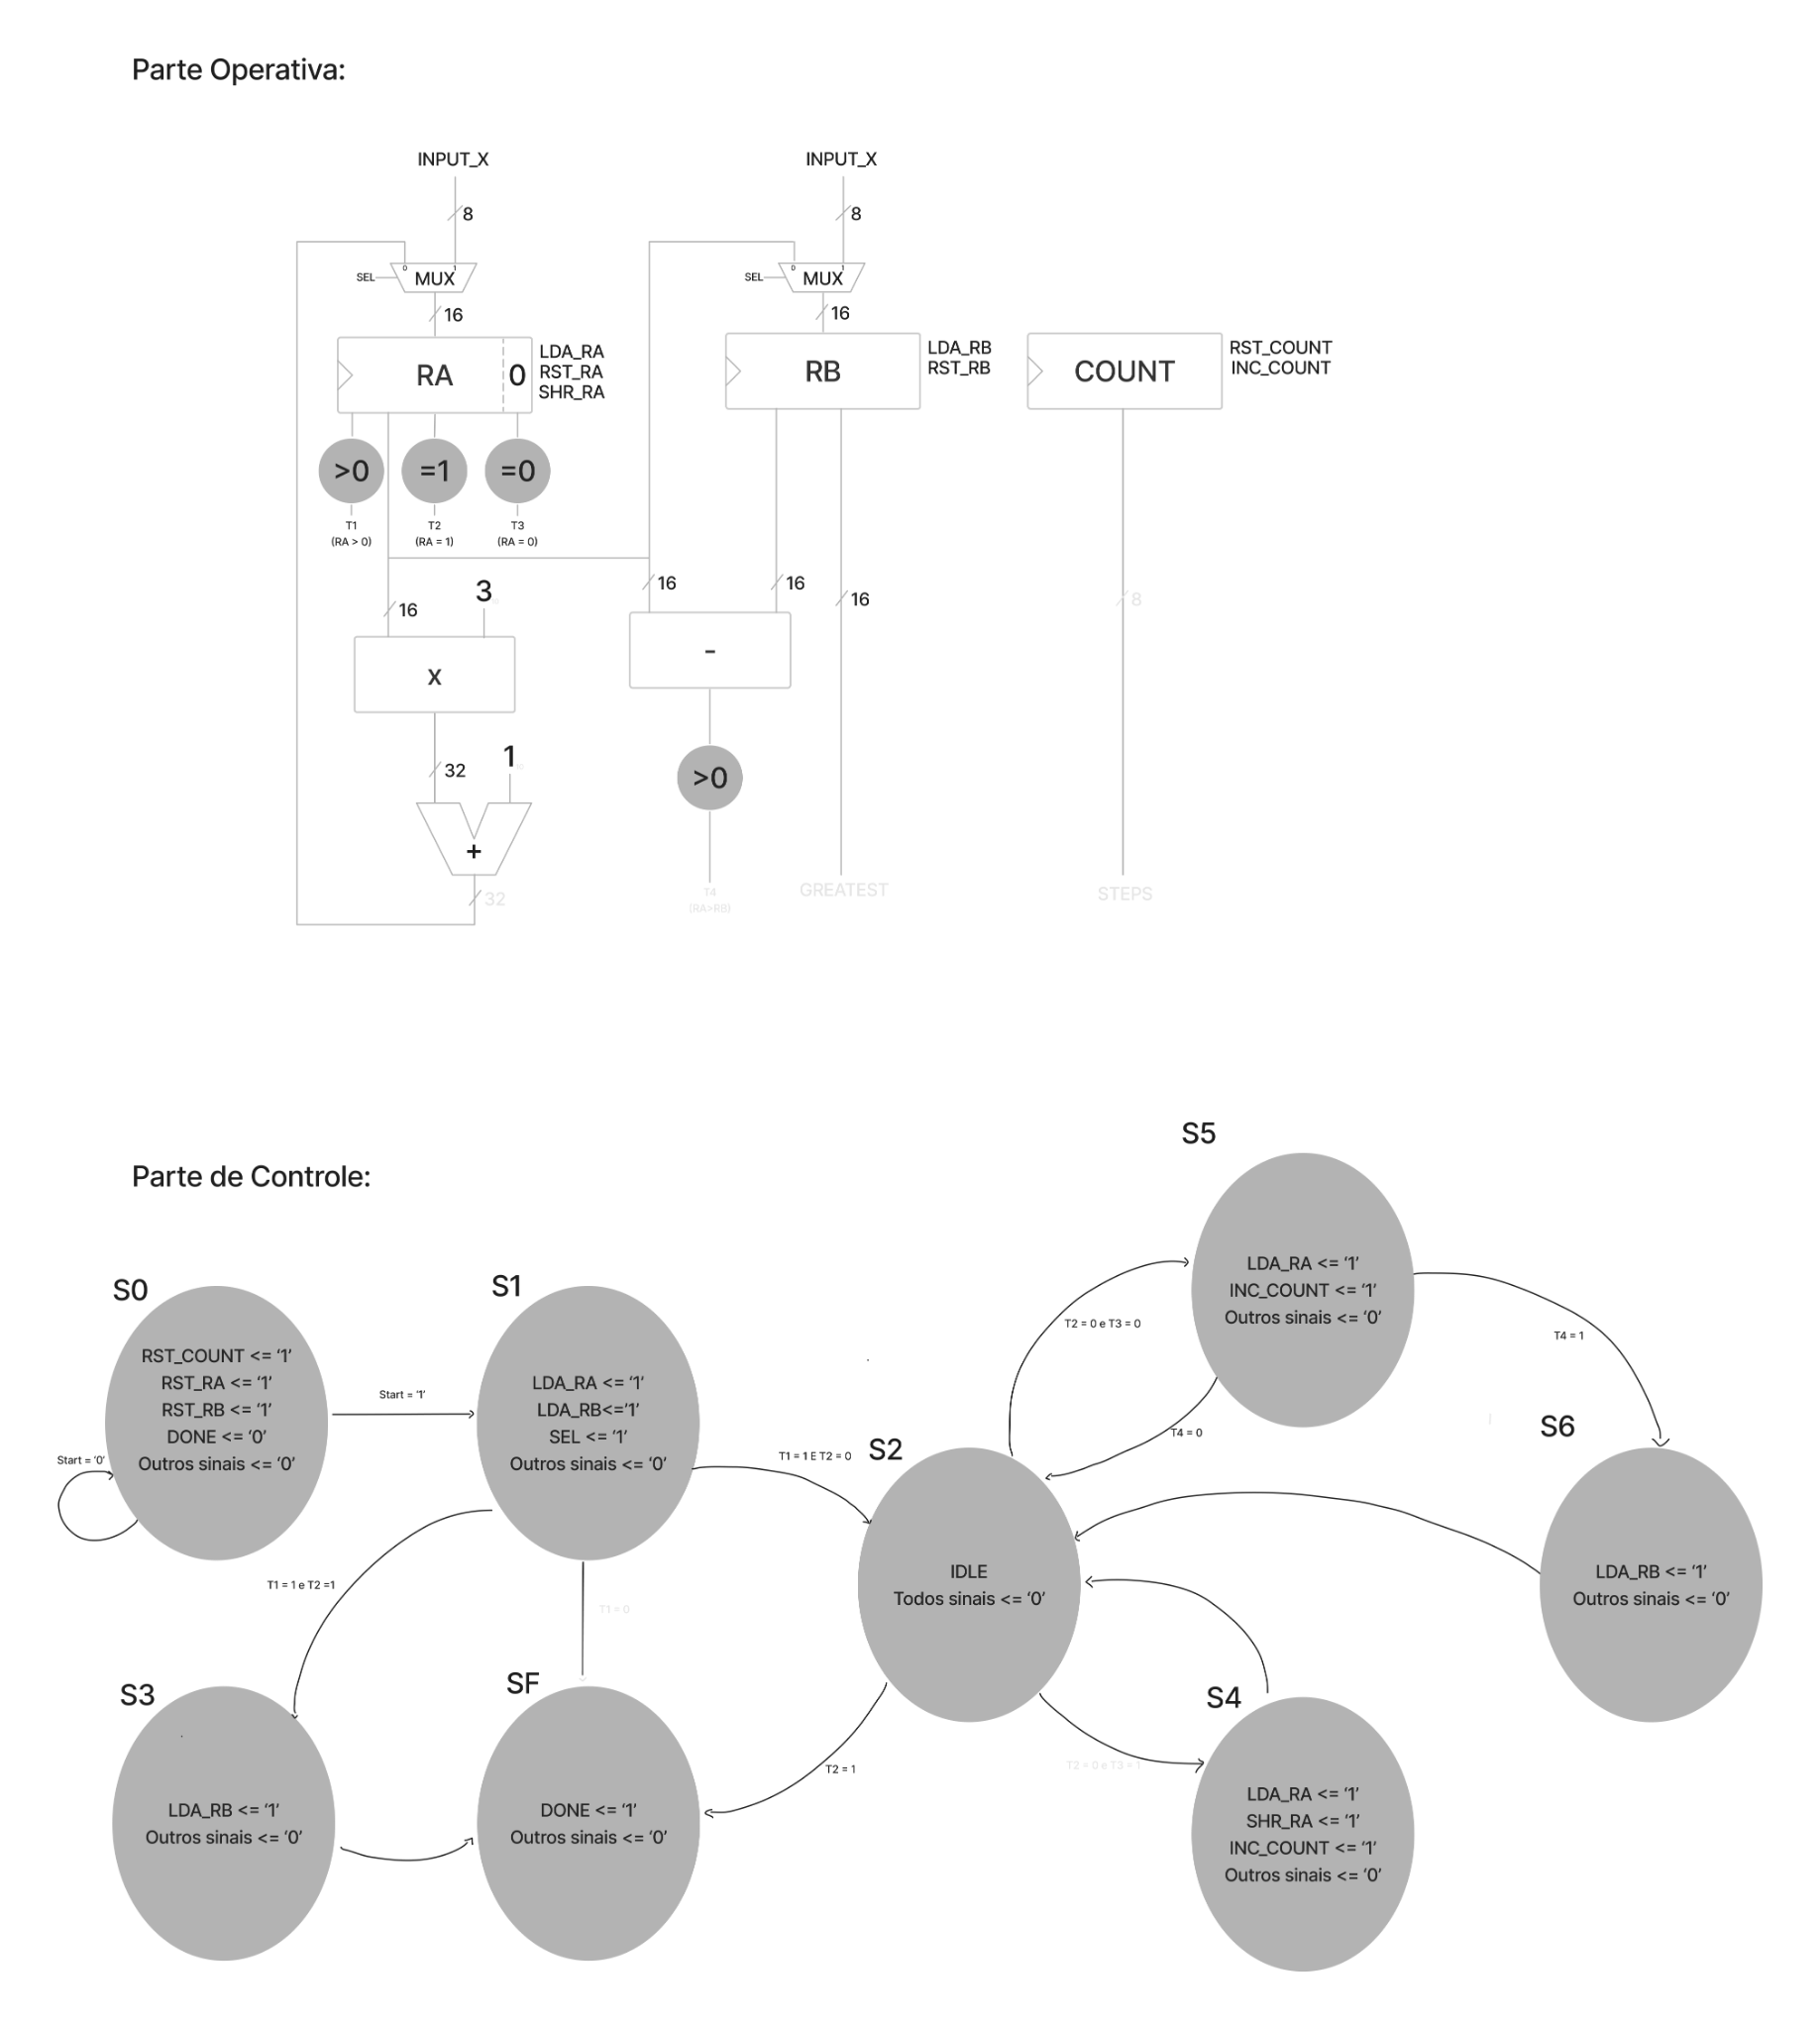 Parte Operativa:
INPUT_X
INPUT_X
8
8
0
1
SEL
MUX
0
1
SEL
MUX
16
16
RA
0
LDA_RA
RST_RA
SHR_RA
RB
LDA_RB
RST_RB
COUNT
RST_COUNT
INC_COUNT
>0
=1
=0
T1
(RA > 0)
T2
(RA = 1)
T3
(RA = 0)
16
3
16
16
16
8
x
-
32
1
>0
+
32
T4
(RA>RB)
GREATEST
STEPS
Parte de Controle:
S0
RST_COUNT <= ‘1’
RST_RA <= ‘1’
RST_RB <= ‘1’
DONE <= ‘0’
Outros sinais <= ‘0’
Start = ‘0’
Start = ‘1’
S1
LDA_RA <= ‘1’
LDA_RB<=‘1’
SEL <= ‘1’
Outros sinais <= ‘0’
T1 = 1 E T2 = 0
T1 = 1 e T2 =1
T1 = 0
S2
IDLE
Todos sinais <= ‘0’
T2 = 0 e T3 = 0
T4 = 0
S5
LDA_RA <= ‘1’
INC_COUNT <= ‘1’
Outros sinais <= ‘0’
T4 = 1
S6
LDA_RB <= ‘1’
Outros sinais <= ‘0’
S3
LDA_RB <= ‘1’
Outros sinais <= ‘0’
SF
DONE <= ‘1’
Outros sinais <= ‘0’
T2 = 1
T2 = 0 e T3 = 1
S4
LDA_RA <= ‘1’
SHR_RA <= ‘1’
INC_COUNT <= ‘1’
Outros sinais <= ‘0’